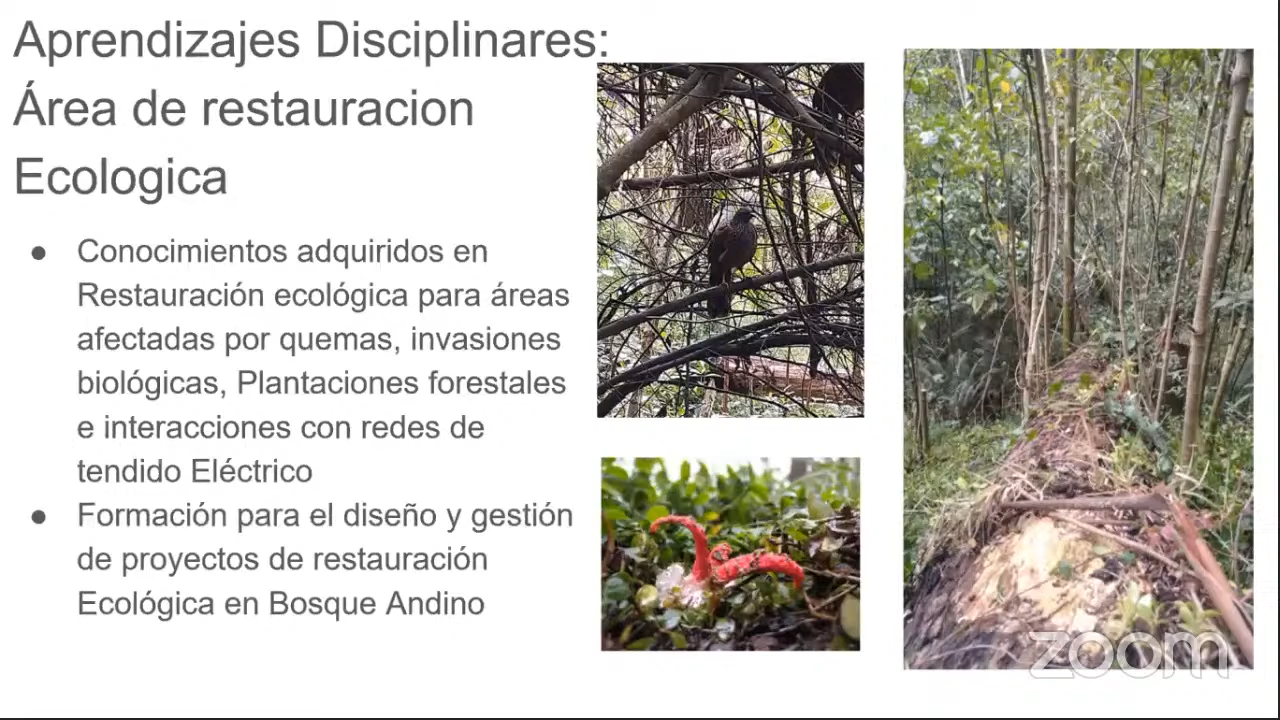 Aprendizajes Disciplinares:
Área de restauracion
Ecologica
● Conocimientos adquiridos en
Restauración ecológica para áreas
afectadas por quemas, invasiones
biológicas, Plantaciones forestales
e interacciones con redes de
tendido Eléctrico
● Formación para el diseño y gestión
de proyectos de restauración
Ecológica en Bosque Andino
zoom